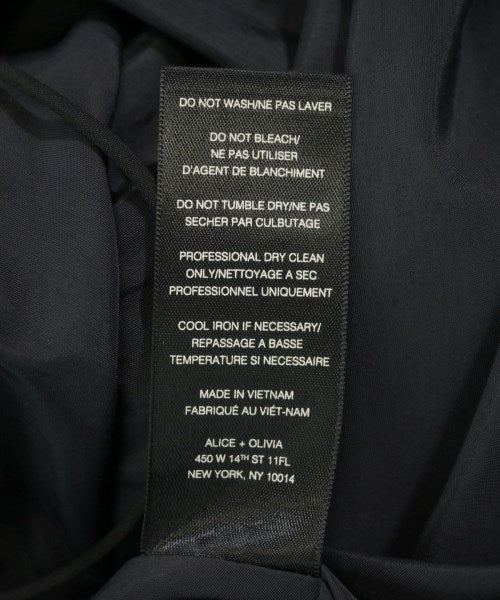 DO NOT WASH/NE PAS LAVER
DO NOT BLEACH/
NE PAS UTILISER
D'AGENT DE BLANCHIMENT
DO NOT TUMBLE DRY/NE PAS
SECHER PAR CULBUTAGE
PROFESSIONAL DRY CLEAN
ONLY/NETTOYAGE A SEC
PROFESSIONNEL UNIQUEMENT
COOL IRON IF NECESSARY/
REPASSAGE A BASSE
TEMPERATURE SI NECESSAIRE
MADE IN VIETNAM
FABRIQUÉ AU VIÉT-NAM
ALICE + OLIVIA
450 W 14TH ST 11FL
NEW YORK, NY 10014